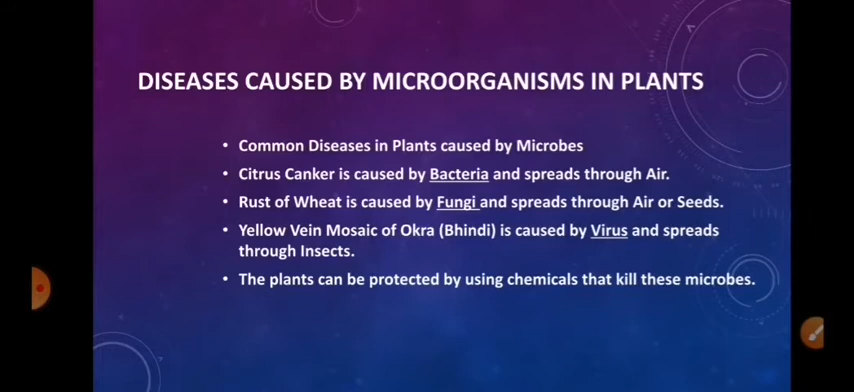 DISEASES CAUSED BY MICROORGANISMS IN PLANTS
• Common Diseases in Plants caused by Microbes
• Citrus Canker is caused by Bacteria and spreads through Air.
• Rust of Wheat is caused by Fungi and spreads through Air or Seeds.
• Yellow Vein Mosaic of Okra (Bhindi) is caused by Virus and spreads
through Insects.
• The plants can be protected by using chemicals that kill these microbes.